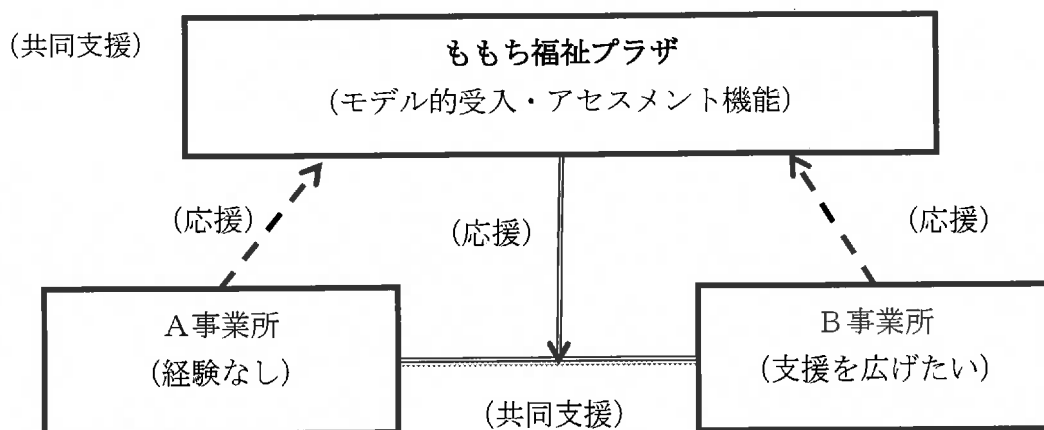 (共同支援)
ももち福祉プラザ
(モデル的受入・アセスメント機能)
(応援)
(応援)
(応援)
A事業所
(経験なし)
B事業所
(支援を広げたい)
(共同支援)